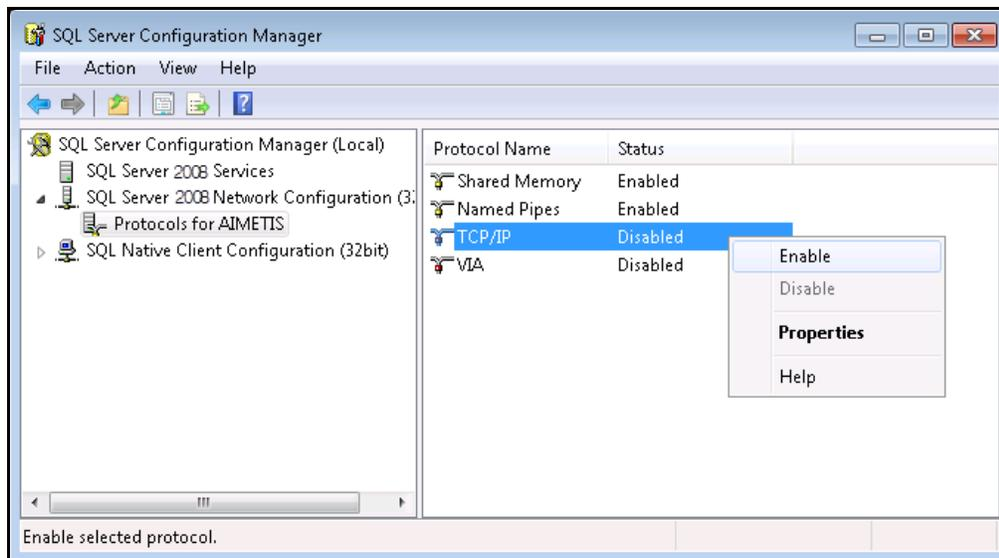 SQL Server Configuration Manager
File Action View Help
SQL Server Configuration Manager (Local)
SQL Server 2008 Services
SQL Server 2008 Network Configuration (3:
Protocols for AIMETIS
SQL Native Client Configuration (32bit)
Protocol Name Status
Shared Memory Enabled
Named Pipes Enabled
TCP/IP Disabled
VIA Disabled
Enable
Disable
Properties
Help
Enable selected protocol.